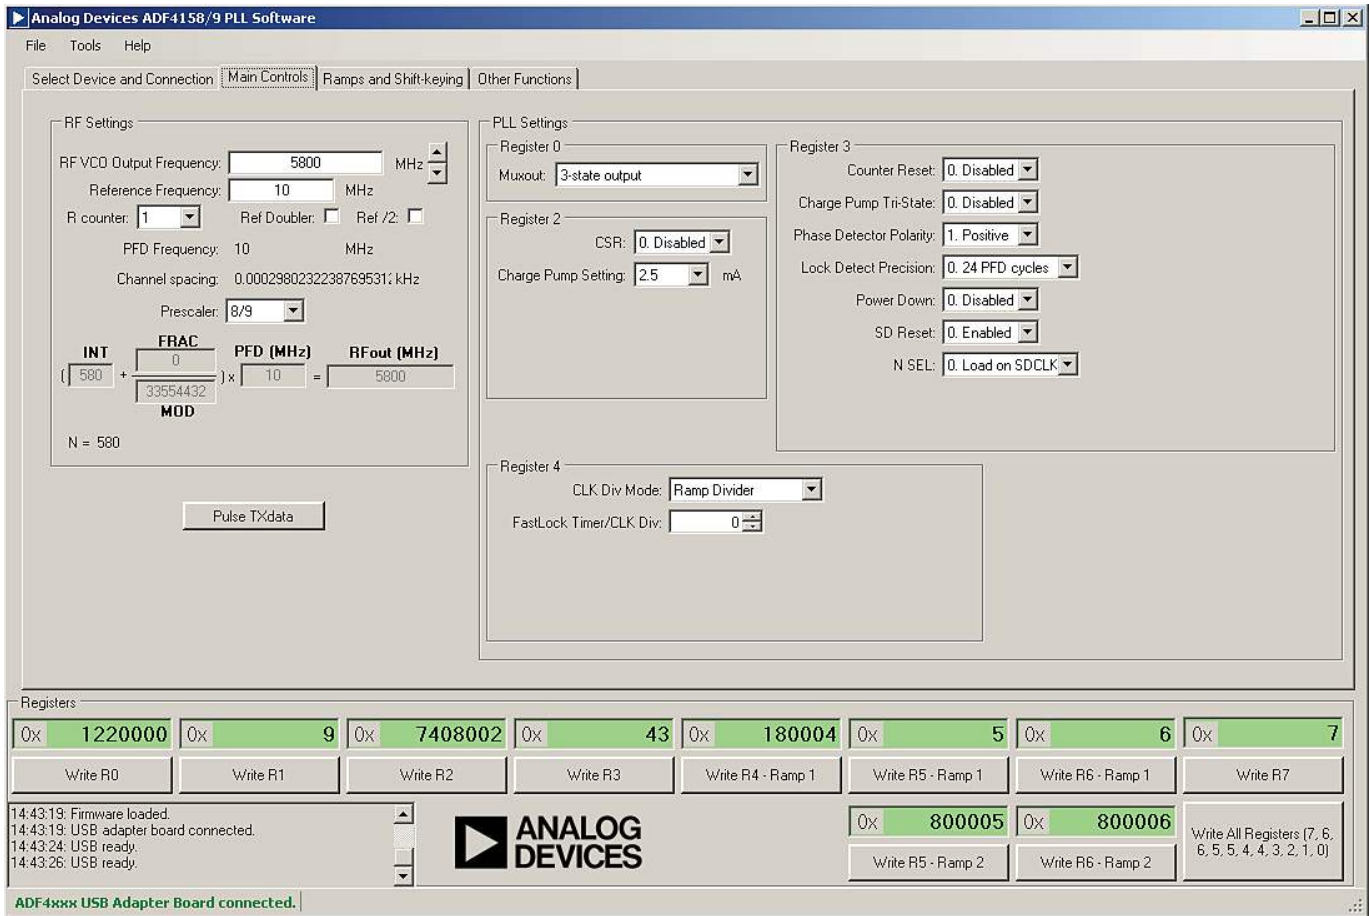 Analog Devices ADF4158/9 PLL Software
File Tools Help
Select Device and Connection Main Controls Ramps and Shift-keying Other Functions
RF Settings
RF VCO Output Frequency: 5800 MHz
Reference Frequency: 10 MHz
R counter: 1 Ref Doubler: Ref /2:
PFD Frequency: 10 MHz
Channel spacing: 0.00029802322387695312 kHz
Prescaler: 8/9
INT FRAC PFD (MHz) RFout (MHz)
( 580 + 0 ) x 10 = 5800
33554432
MOD
N = 580
Pulse TXdata
PLL Settings
Register 0
Muxout: 3-state output
Register 2
CSR: 0. Disabled
Charge Pump Setting: 2.5 mA
Register 3
Counter Reset: 0. Disabled
Charge Pump Tri-State: 0. Disabled
Phase Detector Polarity: 1. Positive
Lock Detect Precision: 0. 24 PFD cycles
Power Down: 0. Disabled
SD Reset: 0. Enabled
N SEL: 0. Load on SDCLK
Register 4
CLK Div Mode: Ramp Divider
FastLock Timer/CLK Div: 0
Registers
0x 1220000 0x 9 0x 7408002 0x 43 0x 180004 0x 5 0x 6 0x 7
Write R0 Write R1 Write R2 Write R3 Write R4 - Ramp 1 Write R5 - Ramp 1 Write R6 - Ramp 1 Write R7
14:43:19: Firmware loaded.
14:43:19: USB adapter board connected.
14:43:24: USB ready.
14:43:26: USB ready.
ANALOG
DEVICES
0x 800005 0x 800006
Write R5 - Ramp 2 Write R6 - Ramp 2
Write All Registers (7, 6,
6, 5, 5, 4, 4, 3, 2, 1, 0)
ADF4xxx USB Adapter Board connected.